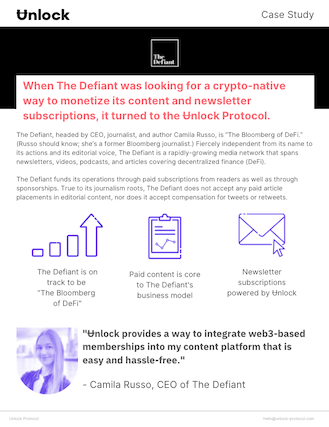 Unlock
Case Study
The Defiant
When The Defiant was looking for a crypto-native
way to monetize its content and newsletter
subscriptions, it turned to the Unlock Protocol.
The Defiant, headed by CEO, journalist, and author Camila Russo, is "The Bloomberg of DeFi."
(Russo should know; she's a former Bloomberg journalist.) Fiercely independent from its name to
its actions and its editorial voice, The Defiant is a rapidly-growing media network that spans
newsletters, videos, podcasts, and articles covering decentralized finance (DeFi).
The Defiant funds its operations through paid subscriptions from readers as well as through
sponsorships. True to its journalism roots, The Defiant does not accept any paid article
placements in editorial content, nor does it accept compensation for tweets or retweets.
The Defiant is on
track to be
"The Bloomberg
of DeFi"
Paid content is core
to The Defiant's
business model
Newsletter
subscriptions
powered by Unlock
"Unlock provides a way to integrate web3-based
memberships into my content platform that is
easy and hassle-free."
- Camila Russo, CEO of The Defiant
Unlock Protocol
hello@unlock-protocol.com